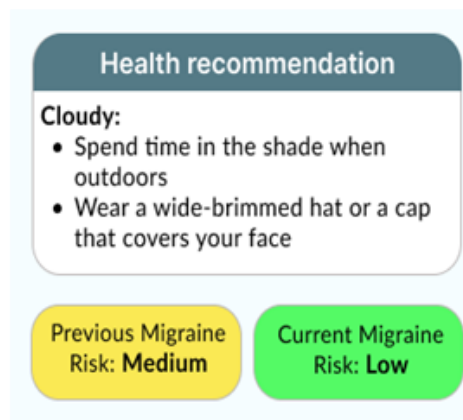 Health recommendation
Cloudy:
• Spend time in the shade when
outdoors
• Wear a wide-brimmed hat or a cap
that covers your face
Previous Migraine
Risk: Medium
Current Migraine
Risk: Low